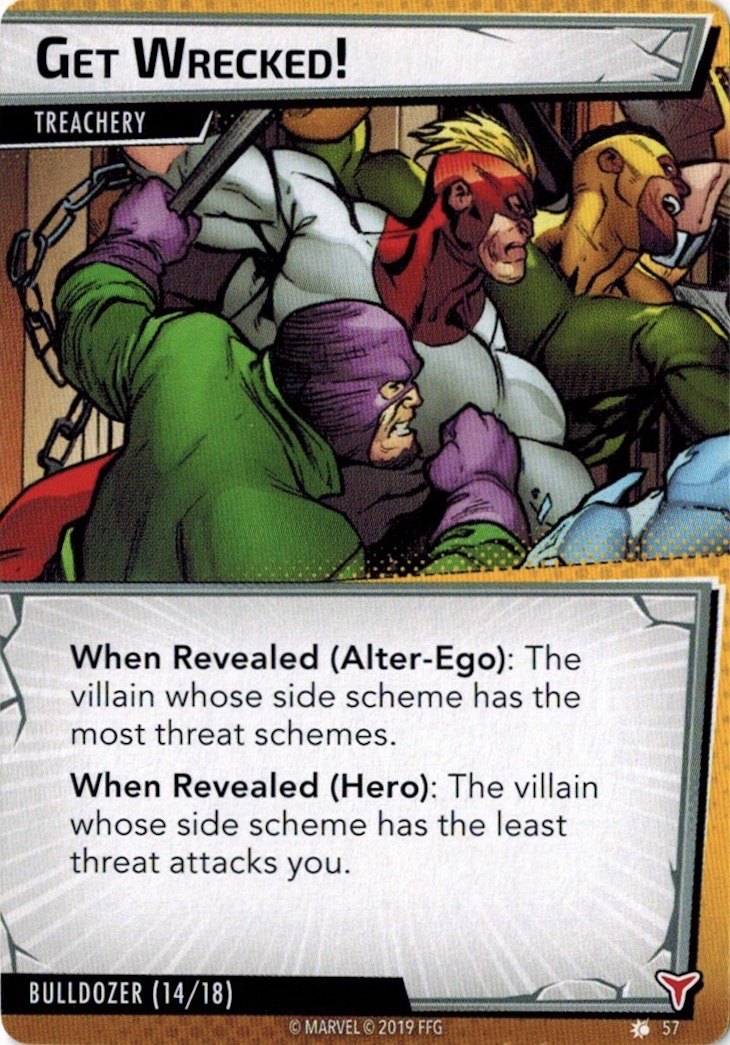 GET WRECKED!
TREACHERY
When Revealed (Alter-Ego): The
villain whose side scheme has the
most threat schemes.
When Revealed (Hero): The villain
whose side scheme has the least
threat attacks you.
BULLDOZER (14/18)
© MARVEL © 2019 FFG
57